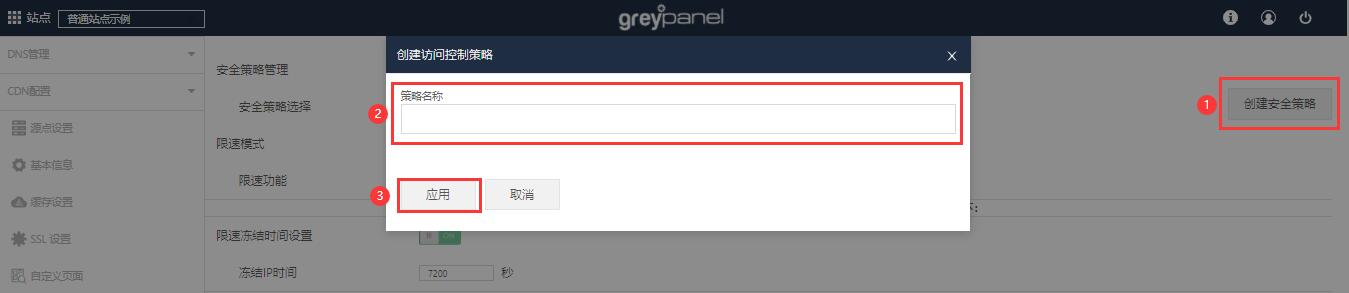 站点 普通站点示例 greypanel
DNS管理
CDN配置
源点设置
基本信息
缓存设置
SSL 设置
自定义页面
安全策略管理
安全策略选择
限速模式
限速功能
限速冻结时间设置
ON
冻结IP时间 7200 秒
创建访问控制策略 X
2 策略名称
3 应用 取消
1 创建安全策略